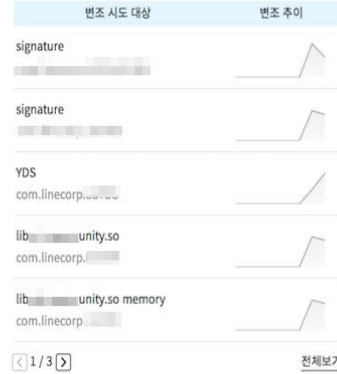 변조 시도 대상 변조 추이
signature
signature
YDS
com.linecorp.
lib unity.so
com.linecorp.
lib unity.so memory
com.linecorp
< 1 / 3 >
전체보기